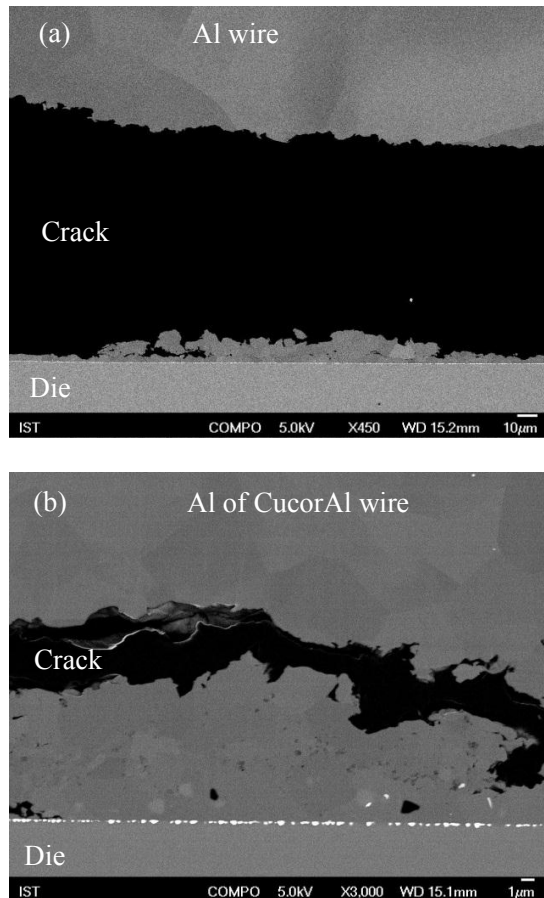 (a) Al wire
Crack
Die
IST COMPO 5.0kV X450 WD 15.2mm 10μm
(b) Al of CucorAl wire
Crack
Die
IST COMPO 5.0kV X3,000 WD 15.1mm 1μm